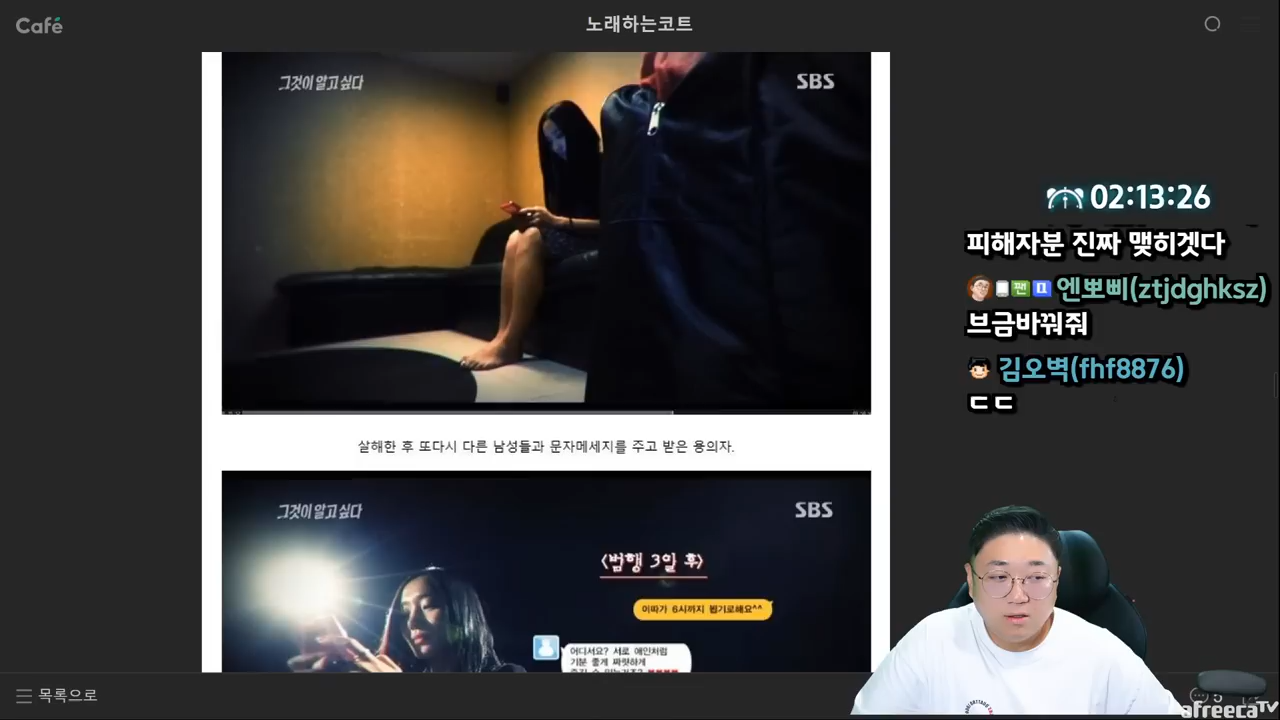 Café
노래하는코트
그것이 알고 싶다
SBS
02:13:26
피해자분 진짜 맺히겟다
엔뽀삐(ztjdghksz)
브금바꿔줘
김오벽(fhf8876)
ㄷㄷ
살해한 후 또다시 다른 남성들과 문자메세지를 주고 받은 용의자.
그것이 알고 싶다
SBS
<범행 3일 후>
이따가 6시까지 뵙기로해요^^
어디서요? 서로 애인처럼
기분 좋게 짜릿하게
목록으로
5
afreecaTV